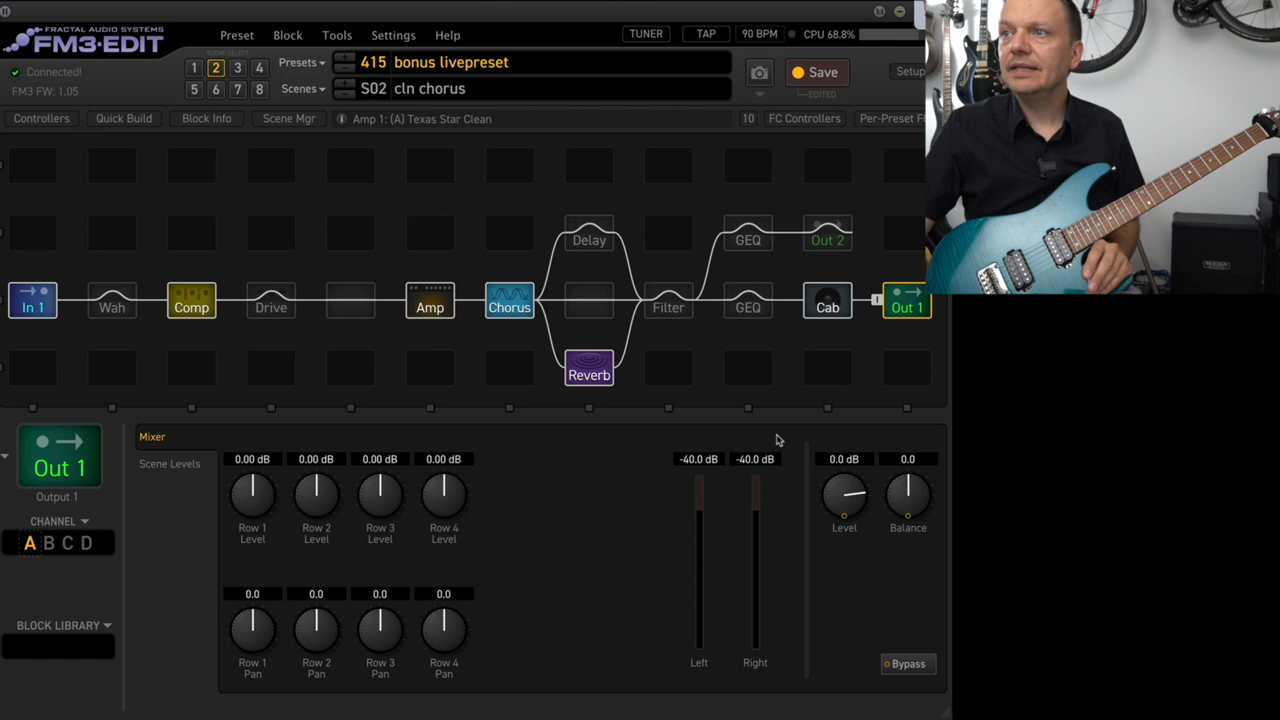 FRACTAL AUDIO SYSTEMS
FM3-EDIT
Preset Block Tools Settings Help
TUNER TAP 90 BPM CPU 68.8%
SCENE SELECT
1 2 3 4
5 6 7 8
Connected!
FM3 FW: 1.05
Presets 415 bonus livepreset
Scenes S02 cln chorus
Save
EDITED
Setup
Controllers Quick Build Block Info Scene Mgr Amp 1: (A) Texas Star Clean 10 FC Controllers Per-Preset FC
Delay GEQ Out 2
In 1 Wah Comp Drive Amp Chorus Filter GEQ Cab Out 1
Reverb
Out 1
Output 1
CHANNEL
A B C D
BLOCK LIBRARY
Mixer
Scene Levels
0.00 dB 0.00 dB 0.00 dB 0.00 dB -40.0 dB -40.0 dB 0.0 dB 0.0
Row 1 Level Row 2 Level Row 3 Level Row 4 Level Level Balance
0.0 0.0 0.0 0.0
Row 1 Pan Row 2 Pan Row 3 Pan Row 4 Pan Left Right
Bypass